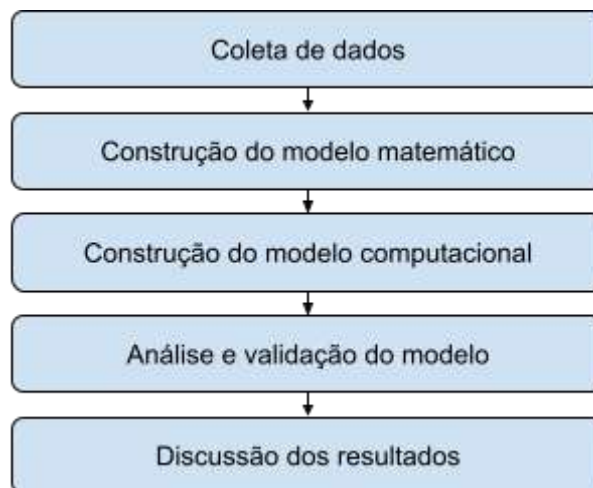 Coleta de dados
Construção do modelo matemático
Construção do modelo computacional
Análise e validação do modelo
Discussão dos resultados